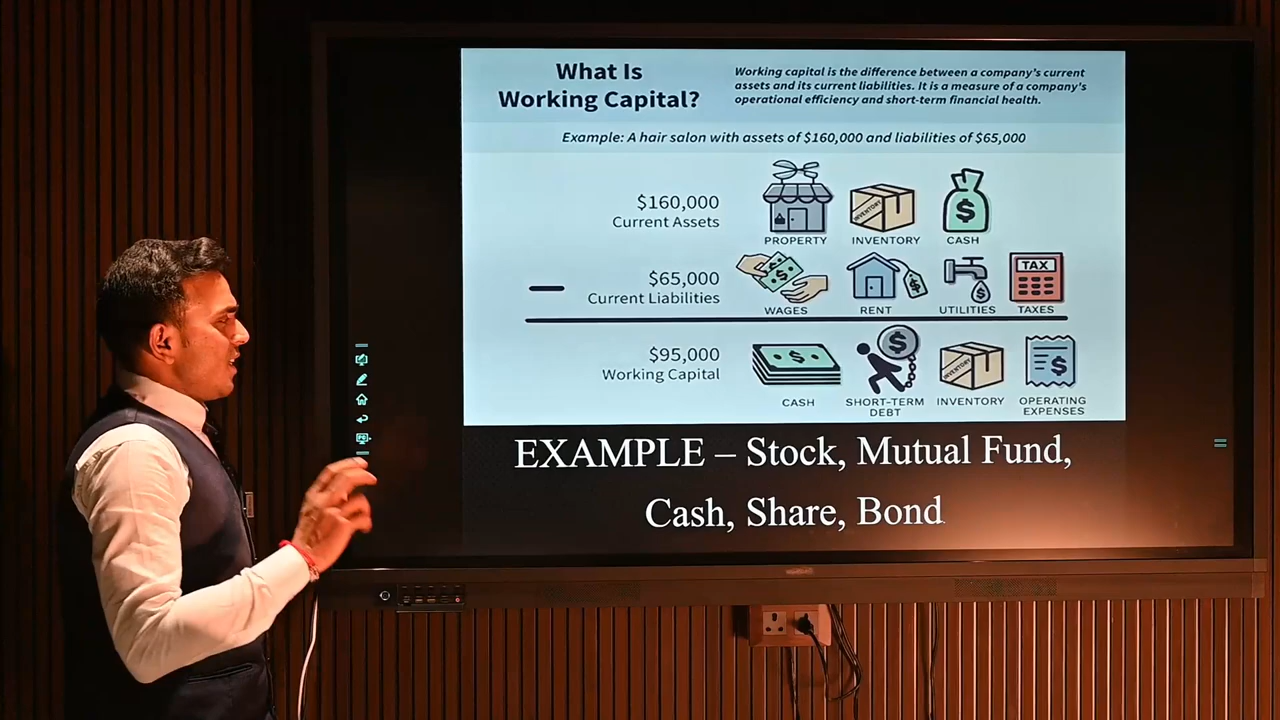 What Is
Working Capital?
Working capital is the difference between a company's current
assets and its current liabilities. It is a measure of a company's
operational efficiency and short-term financial health.
Example: A hair salon with assets of $160,000 and liabilities of $65,000
$160,000
Current Assets
INVENTORY
$
PROPERTY
INVENTORY
CASH
$65,000
Current Liabilities
TAX
WAGES
RENT
UTILITIES
TAXES
$95,000
Working Capital
INVENTORY
CASH
SHORT-TERM
DEBT
INVENTORY
OPERATING
EXPENSES
EXAMPLE – Stock, Mutual Fund,
Cash, Share, Bond